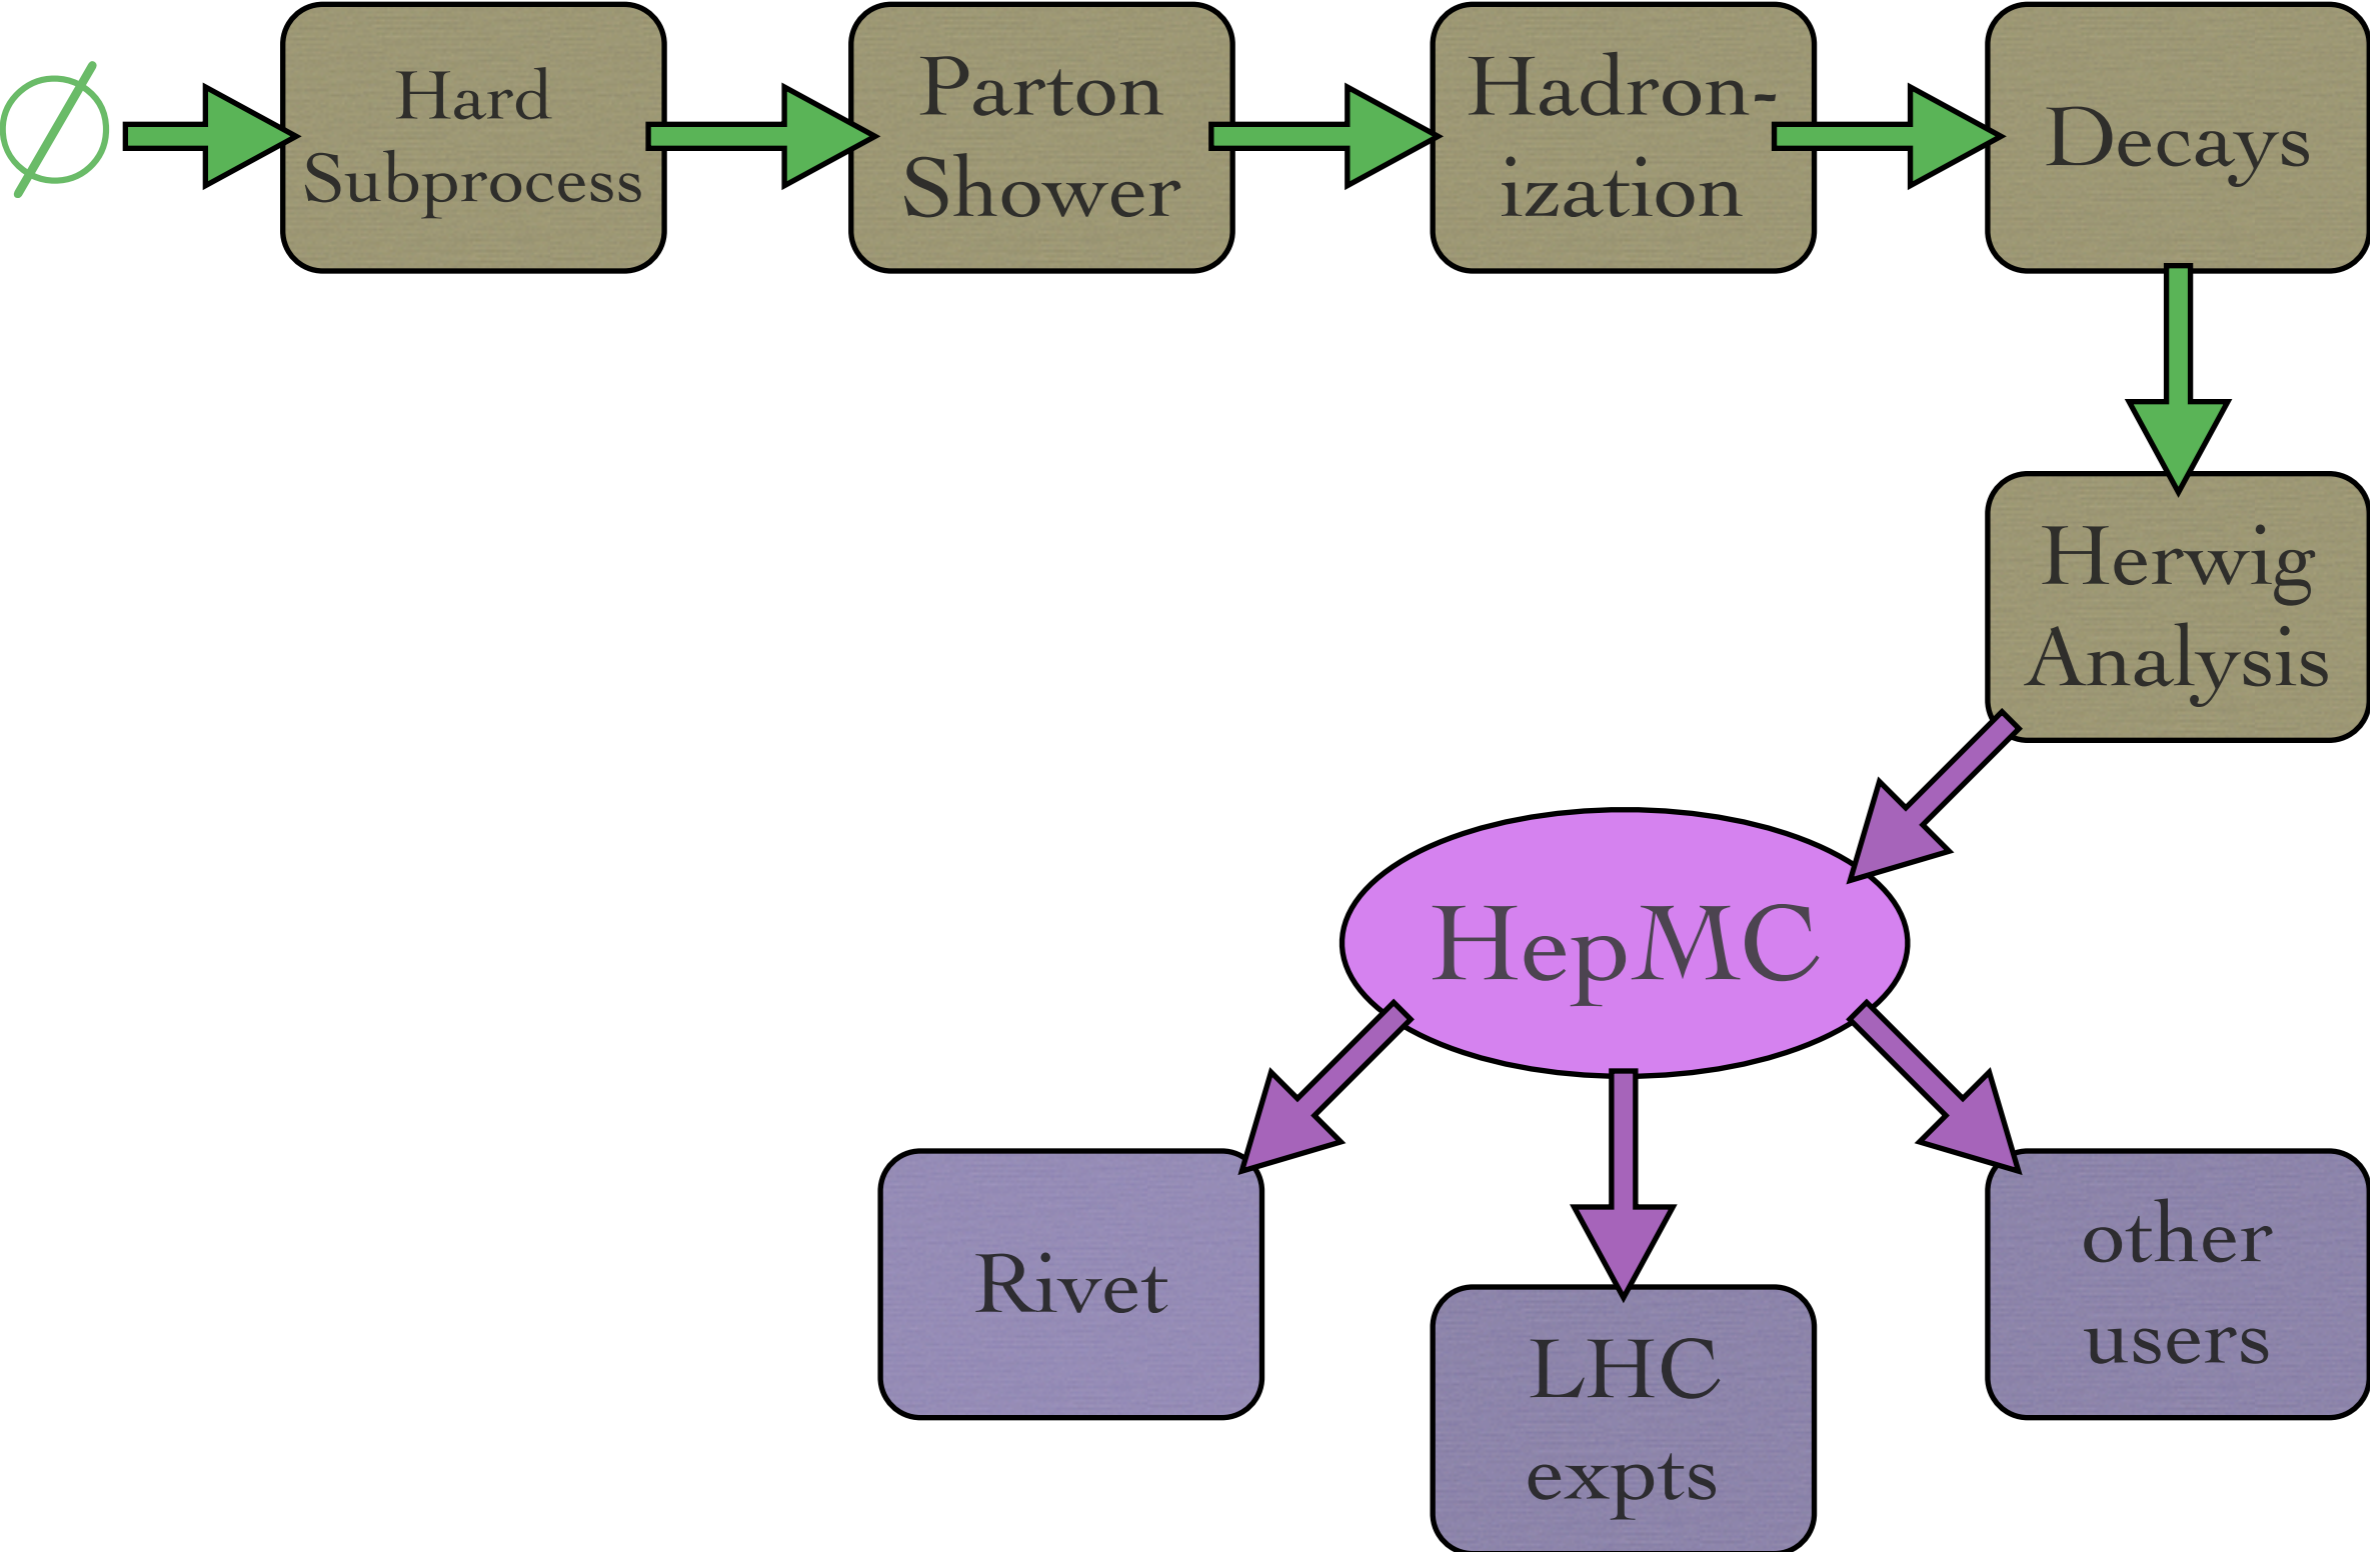 ∅
Hard
Subprocess
Parton
Shower
Hadron-
ization
Decays
Herwig
Analysis
HepMC
Rivet
LHC
expts
other
users